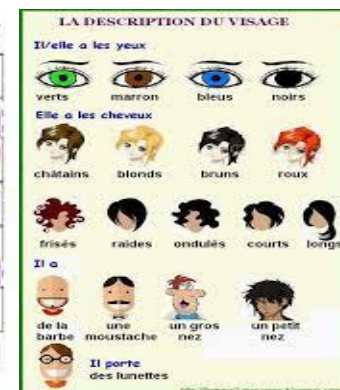 LA DESCRIPTION DU VISAGE
Il/elle a les yeux
verts marron bleus noirs
Elle a les cheveux
châtains blonds bruns roux
frisés raides ondulés courts longs
Il a
de la barbe
une moustache
un gros nez
un petit nez
Il porte
des lunettes